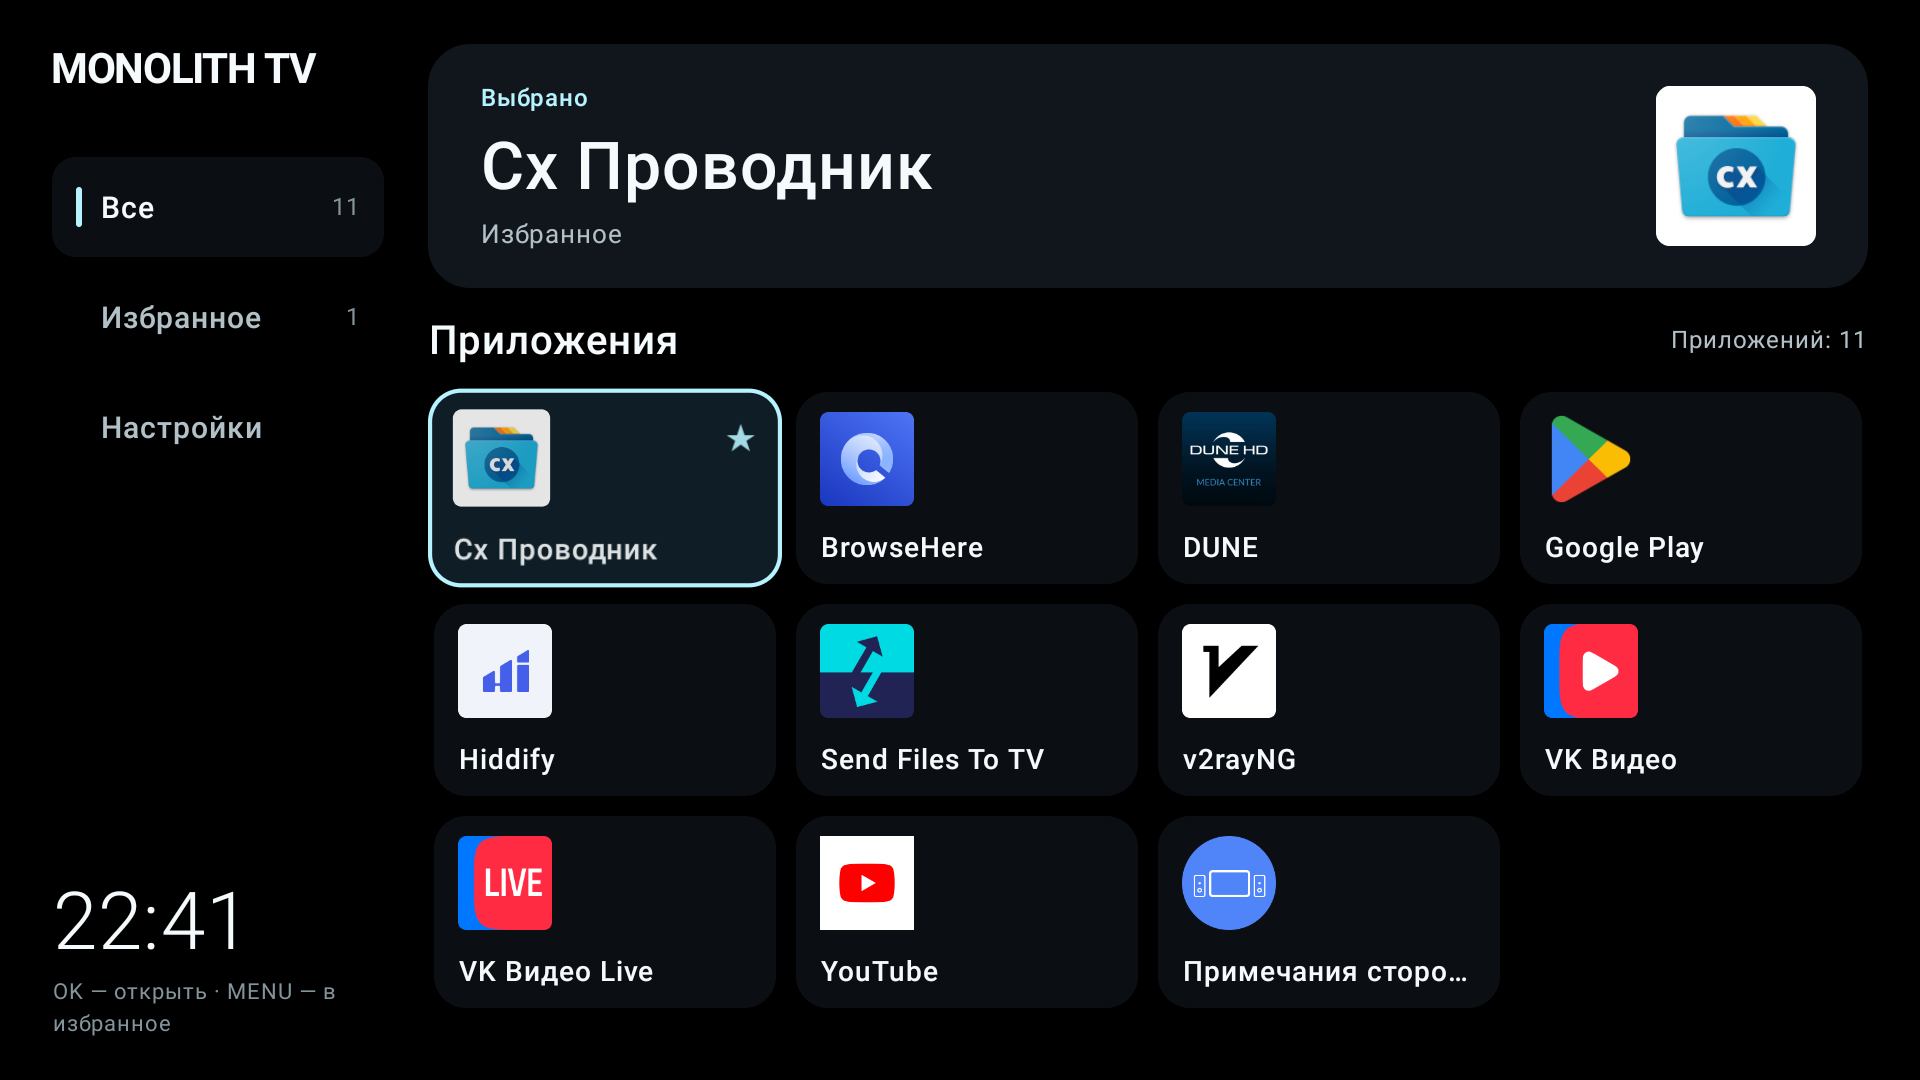 MONOLITH TV
Все 11
Избранное 1
Настройки
22:41
OK — открыть · MENU — в
избранное
Выбрано
Cx Проводник
Избранное
CX
Приложения
Приложений: 11
CX
★
Cx Проводник
BrowseHere
DUNE HD
MEDIA CENTER
DUNE
Google Play
Hiddify
Send Files To TV
v2rayNG
VK Видео
LIVE
VK Видео Live
YouTube
Примечания сторо...